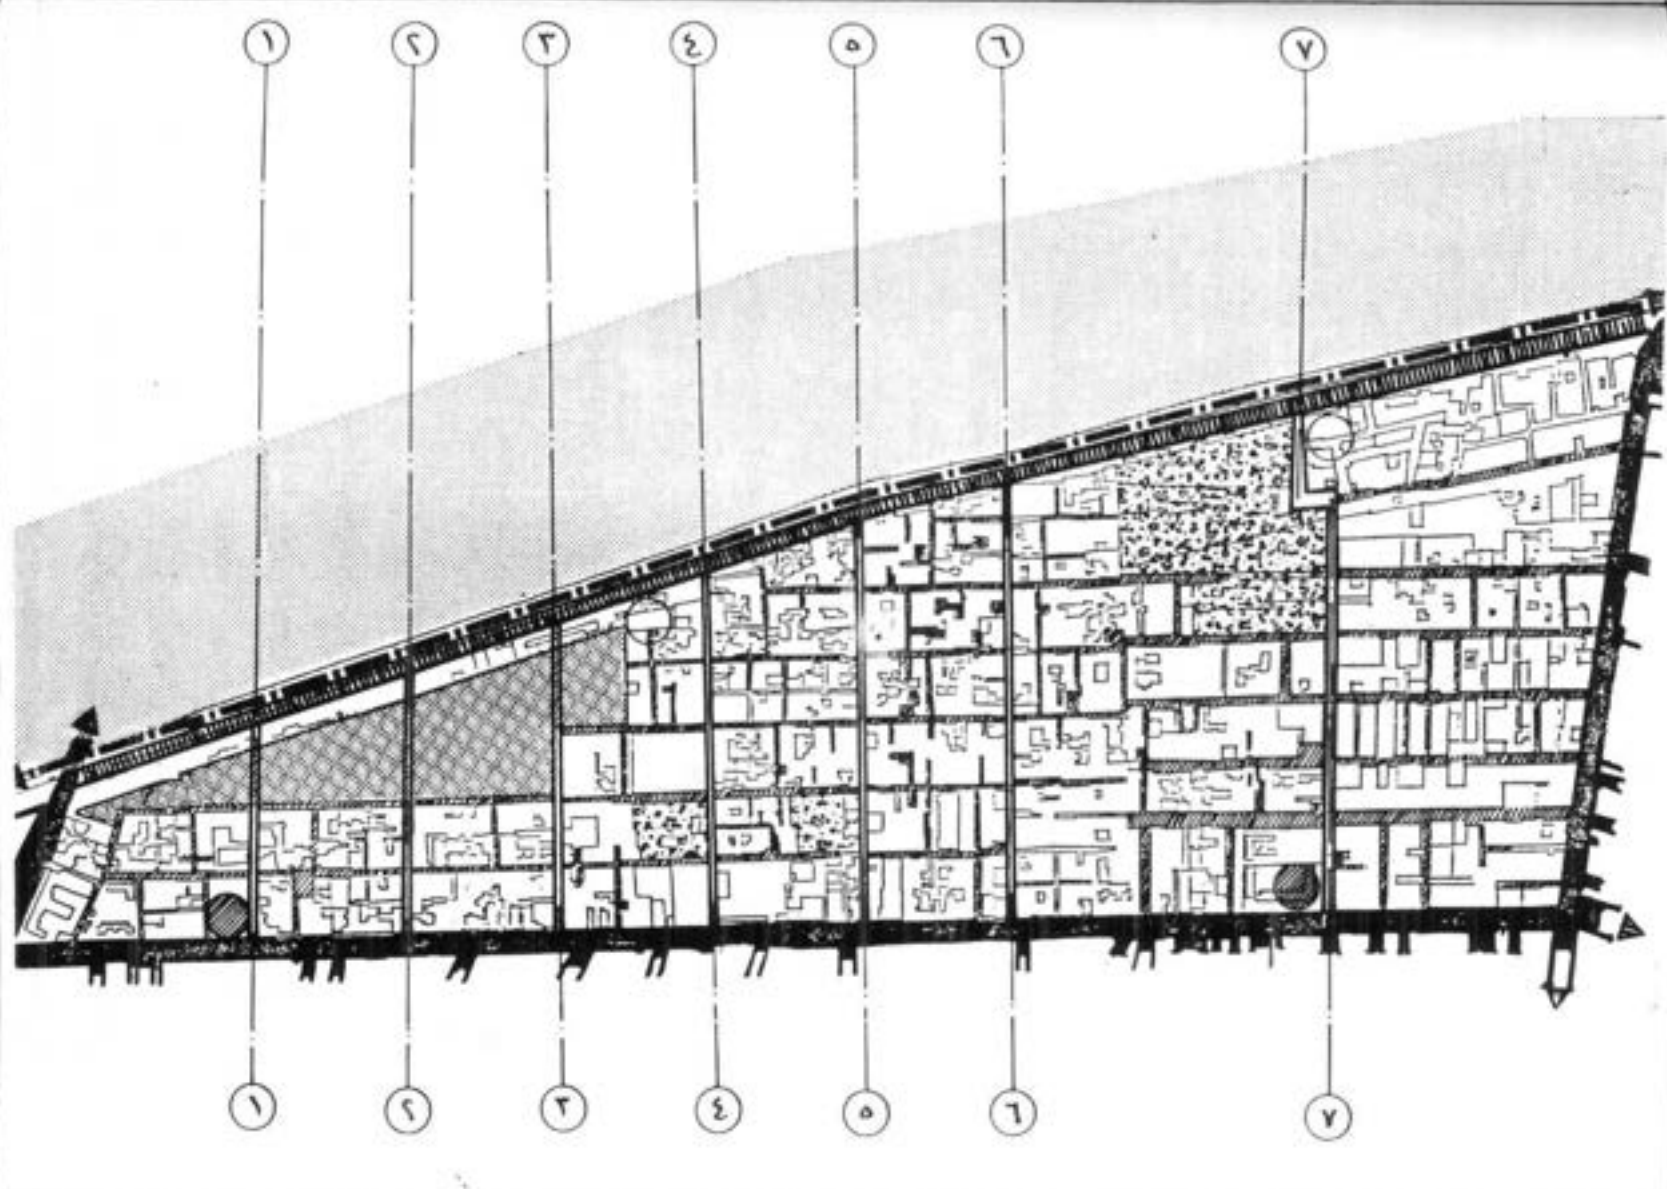 ١ ٢ ٣ ٤ ٥ ٦ ٧
١ ٢ ٣ ٤ ٥ ٦ ٧